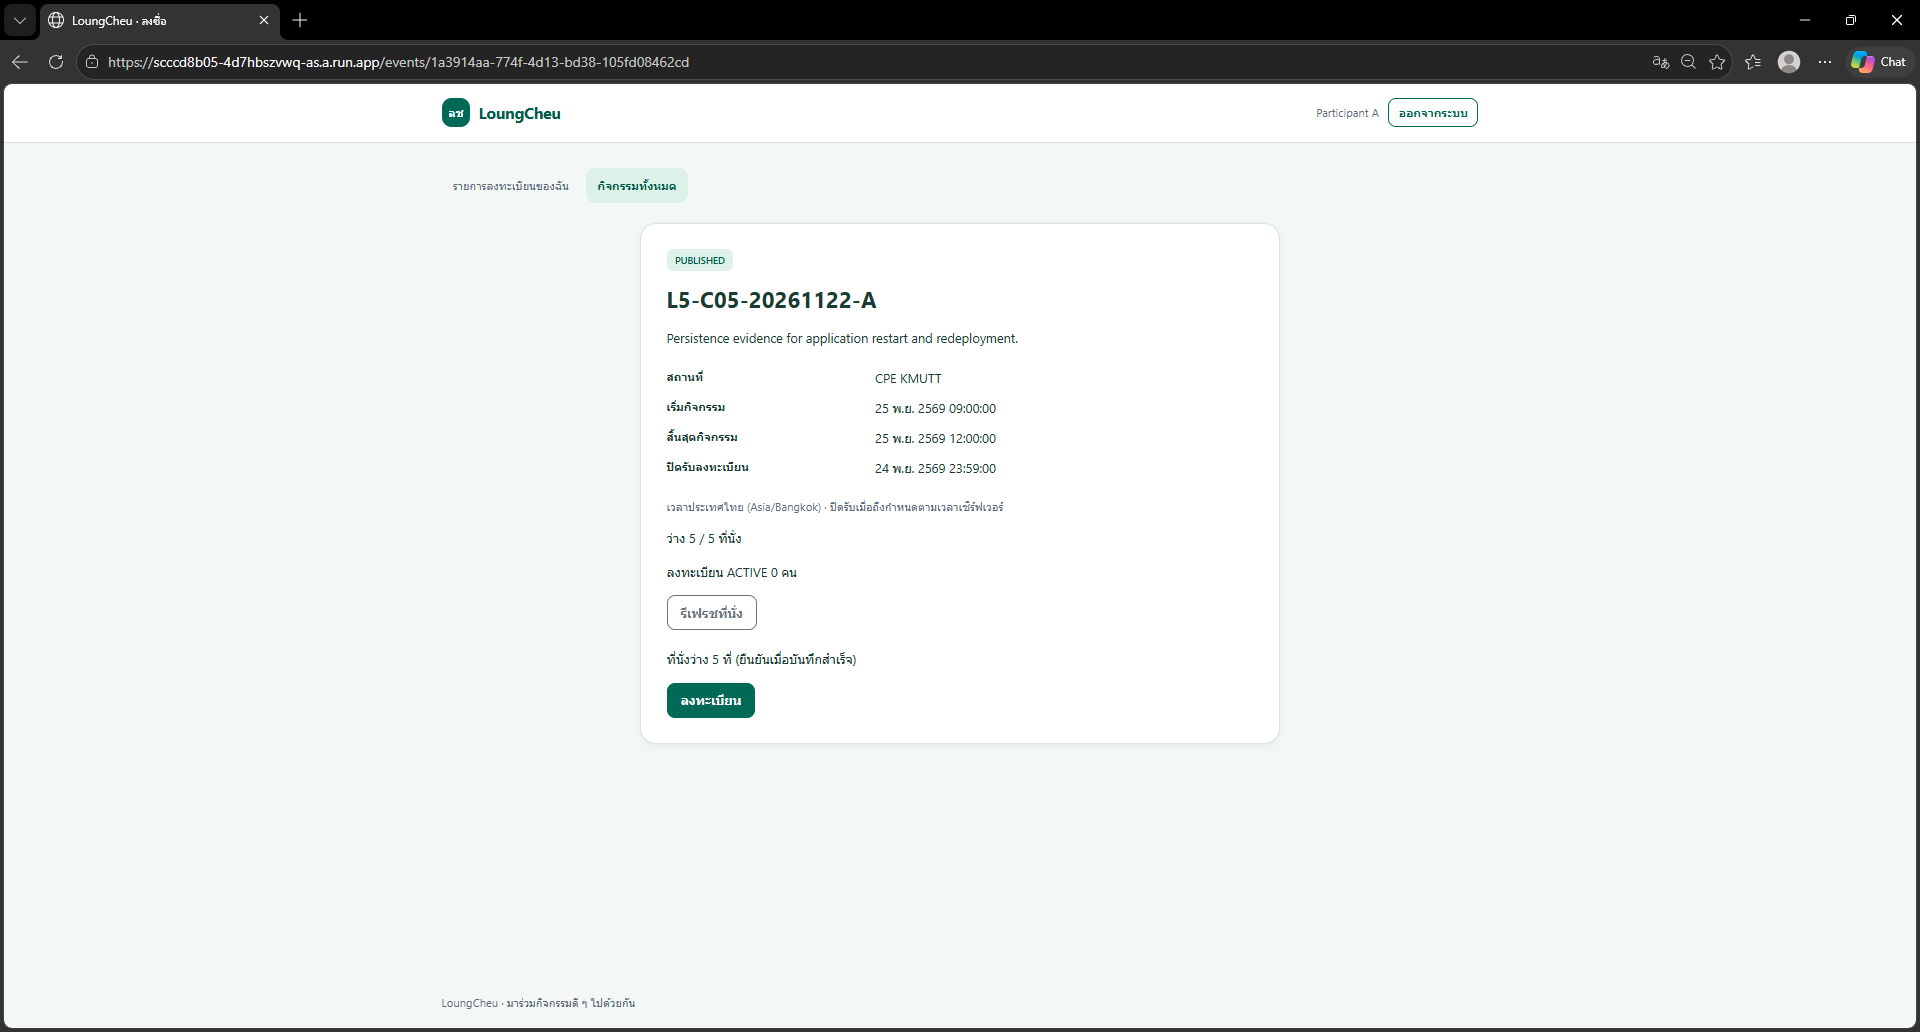 LoungCheu · ลงชื่อ
https://scccd8b05-4d7hbszvwq-as.a.run.app/events/1a3914aa-774f-4d13-bd38-105fd08462cd
Chat
ลช LoungCheu
Participant A ออกจากระบบ
รายการลงทะเบียนของฉัน กิจกรรมทั้งหมด
PUBLISHED
L5-C05-20261122-A
Persistence evidence for application restart and redeployment.
สถานที่ CPE KMUTT
เริ่มกิจกรรม 25 พ.ย. 2569 09:00:00
สิ้นสุดกิจกรรม 25 พ.ย. 2569 12:00:00
ปิดรับลงทะเบียน 24 พ.ย. 2569 23:59:00
เวลาประเทศไทย (Asia/Bangkok) · ปิดรับเมื่อถึงกำหนดตามเวลาเซิร์ฟเวอร์
ว่าง 5 / 5 ที่นั่ง
ลงทะเบียน ACTIVE 0 คน
รีเฟรชที่นั่ง
ที่นั่งว่าง 5 ที่ (ยืนยันเมื่อบันทึกสำเร็จ)
ลงทะเบียน
LoungCheu · มาร่วมกิจกรรมดี ๆ ไปด้วยกัน